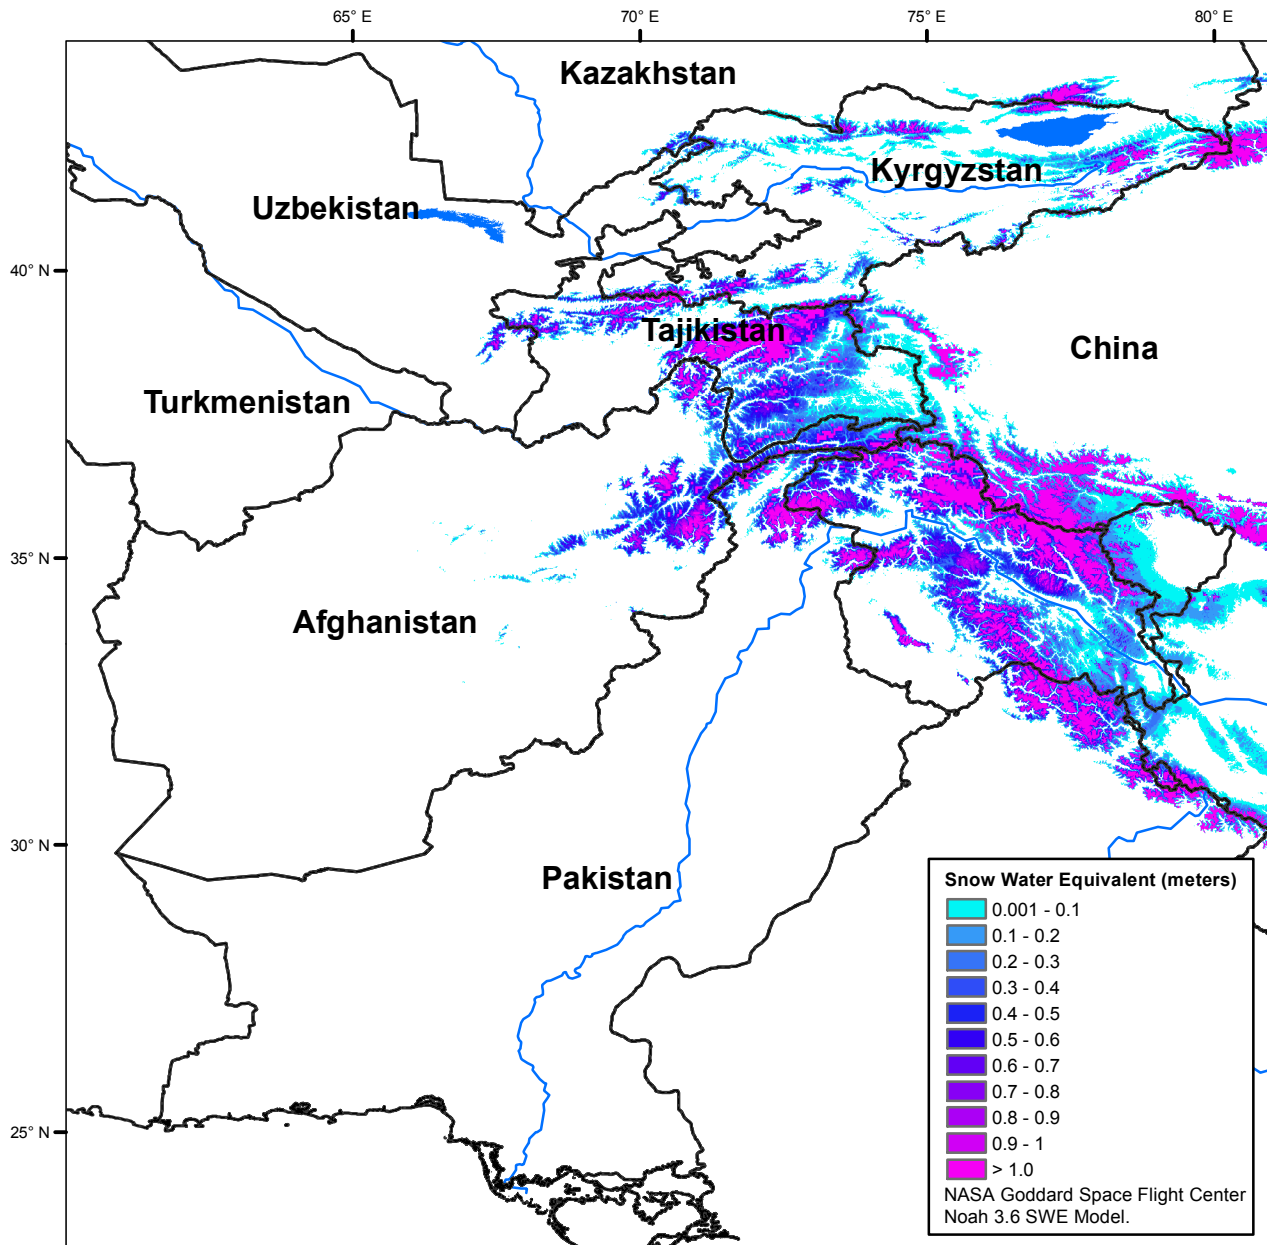 65° E
70° E
75° E
80° E
Kazakhstan
Kyrgyzstan
Uzbekistan
40° N
Tajikistan
China
Turkmenistan
35° N
Afghanistan
30° N
Pakistan
25° N
Snow Water Equivalent (meters)
0.001 - 0.1
0.1 - 0.2
0.2 - 0.3
0.3 - 0.4
0.4 - 0.5
0.5 - 0.6
0.6 - 0.7
0.7 - 0.8
0.8 - 0.9
0.9 - 1
> 1.0
NASA Goddard Space Flight Center
Noah 3.6 SWE Model.